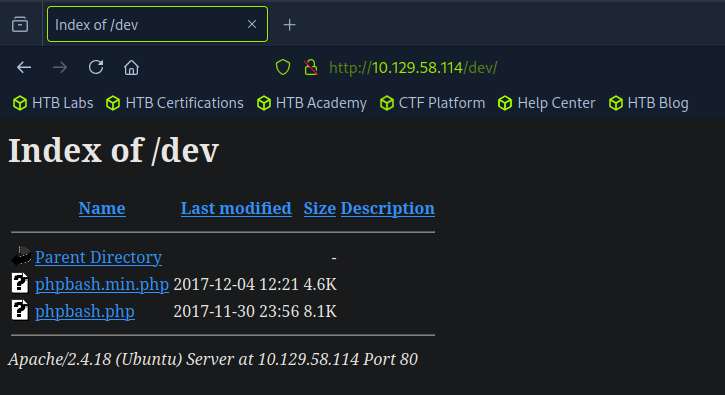 Index of /dev
http://10.129.58.114/dev/
HTB Labs HTB Certifications HTB Academy CTF Platform Help Center HTB Blog
Index of /dev
Name Last modified Size Description
Parent Directory -
phpbash.min.php 2017-12-04 12:21 4.6K
phpbash.php 2017-11-30 23:56 8.1K
Apache/2.4.18 (Ubuntu) Server at 10.129.58.114 Port 80